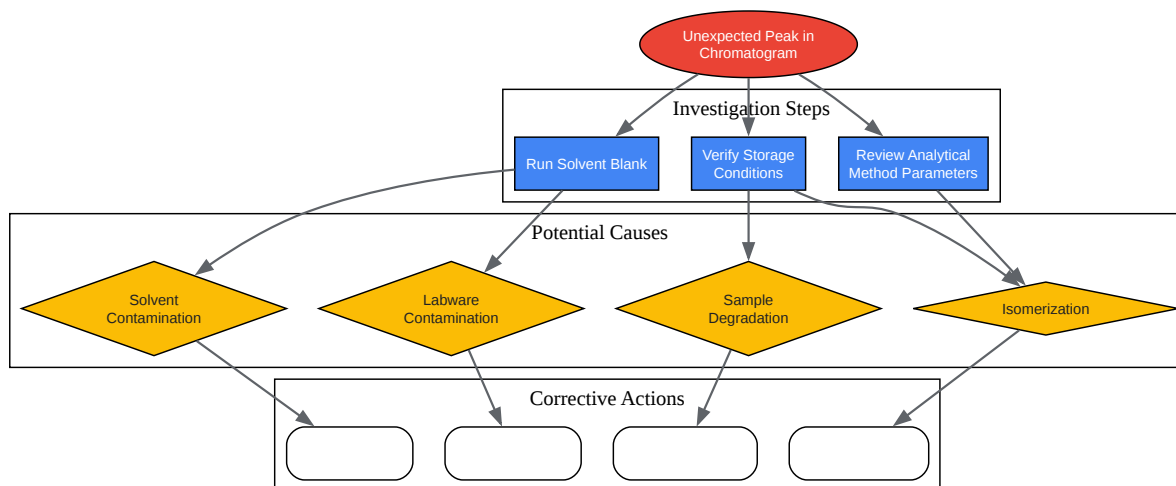 Unexpected Peak in
Chromatogram
Investigation Steps
Run Solvent Blank
Verify Storage
Conditions
Review Analytical
Method Parameters
Potential Causes
Solvent
Contamination
Labware
Contamination
Sample
Degradation
Isomerization
Corrective Actions